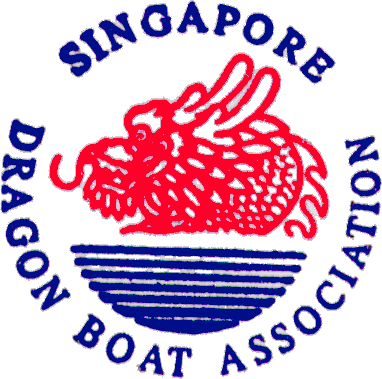 SINGAPORE
DRAGON BOAT ASSOCIATION